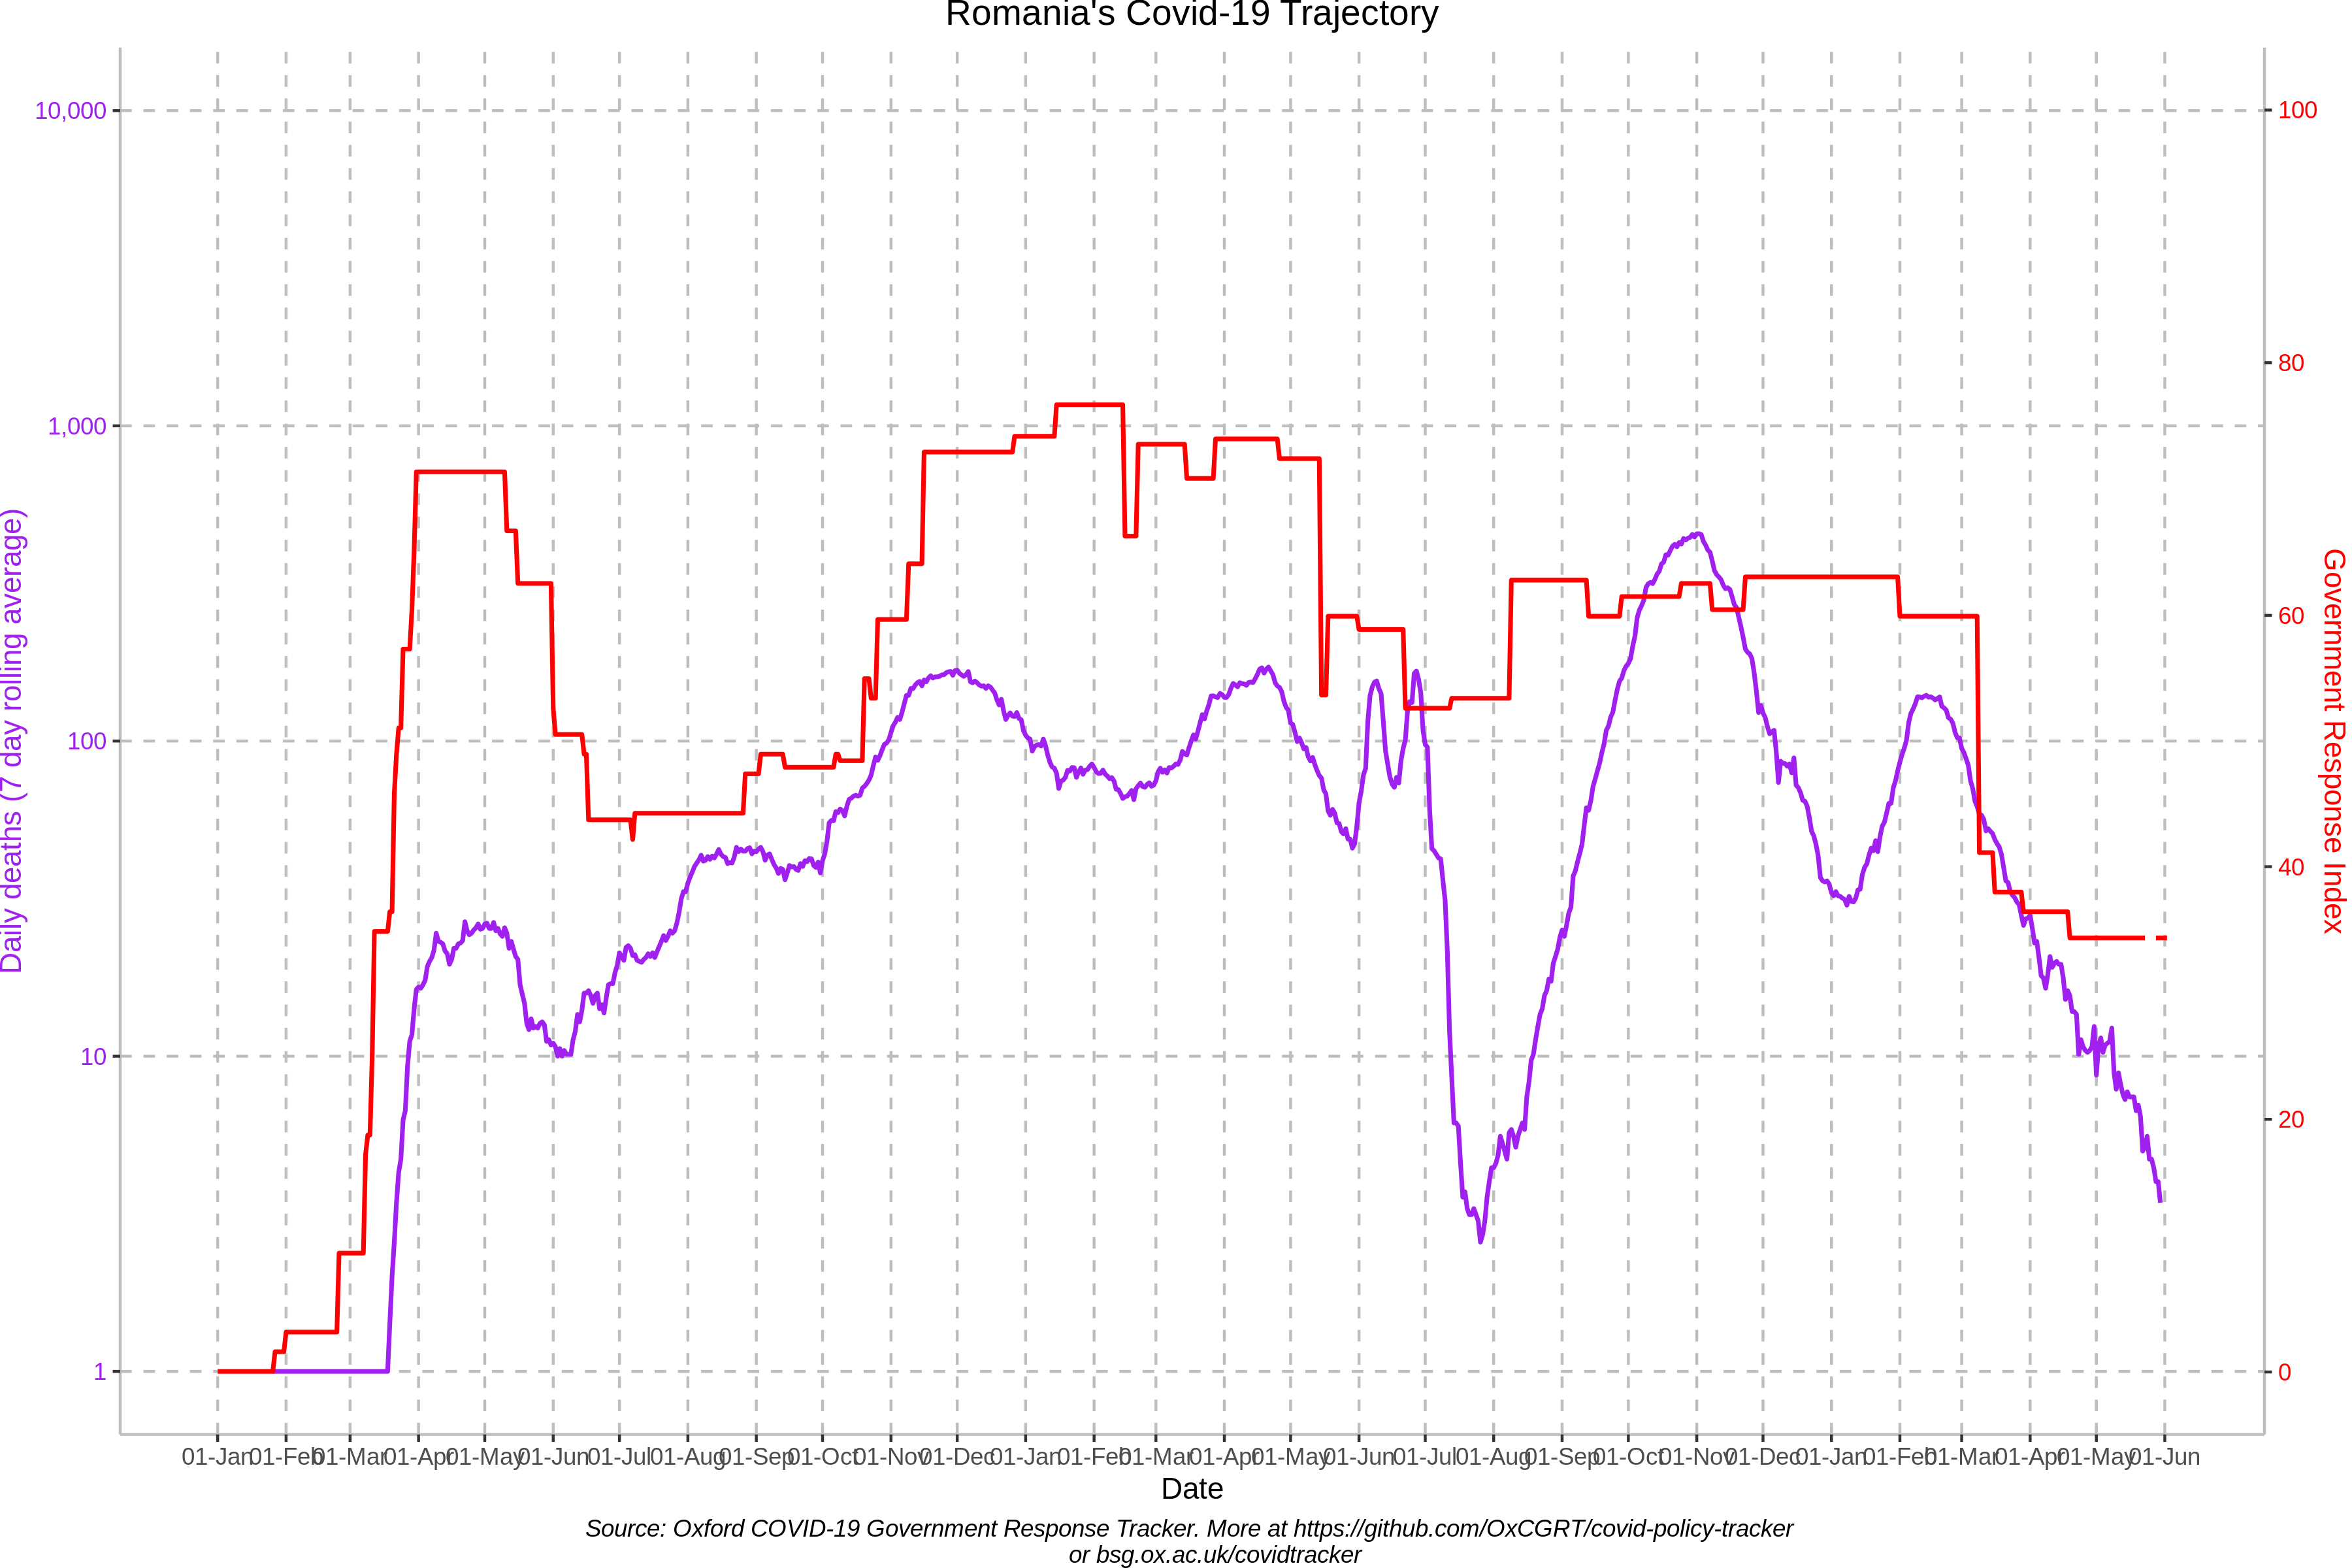 Romania's Covid-19 Trajectory
10,000
1,000
100
10
1
Daily deaths (7 day rolling average)
100
80
60
40
20
0
Government Response Index
01-Jan 01-Feb 01-Mar 01-Apr 01-May 01-Jun 01-Jul 01-Aug 01-Sep 01-Oct 01-Nov 01-Dec 01-Jan 01-Feb 01-Mar 01-Apr 01-May 01-Jun 01-Jul 01-Aug 01-Sep 01-Oct 01-Nov 01-Dec 01-Jan 01-Feb 01-Mar 01-Apr 01-May 01-Jun
Date
Source: Oxford COVID-19 Government Response Tracker. More at https://github.com/OxCGRT/covid-policy-tracker
or bsg.ox.ac.uk/covidtracker